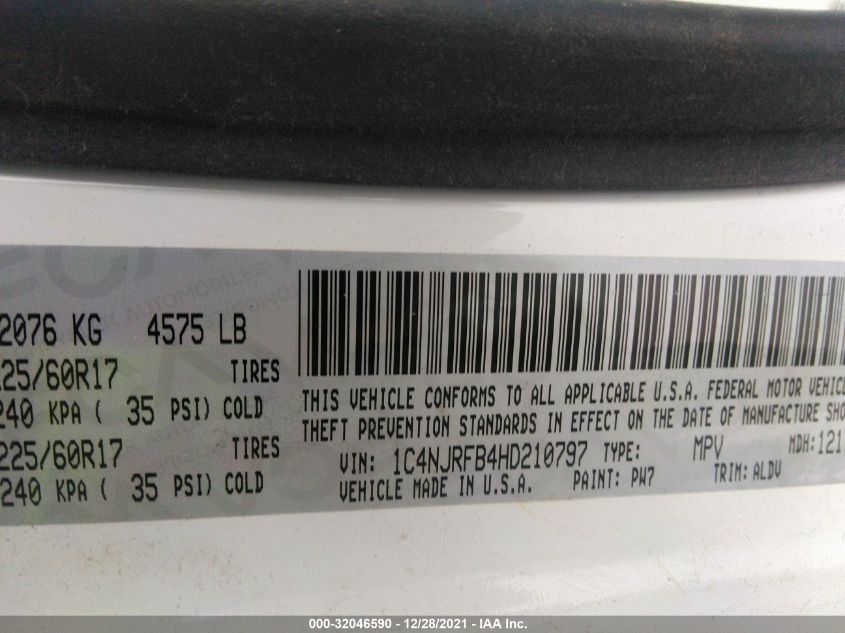 2076 KG 4575 LB
225/60R17 TIRES
240 KPA ( 35 PSI) COLD
225/60R17 TIRES
240 KPA ( 35 PSI) COLD
THIS VEHICLE CONFORMS TO ALL APPLICABLE U.S.A. FEDERAL MOTOR VEHICLE
THEFT PREVENTION STANDARDS IN EFFECT ON THE DATE OF MANUFACTURE SHO
VIN: 1C4NJRFB4HD210797 TYPE: MPV MDH:121
VEHICLE MADE IN U.S.A. PAINT: PW7 TRIM: ALDV
000-32046590 - 12/28/2021 - IAA Inc.